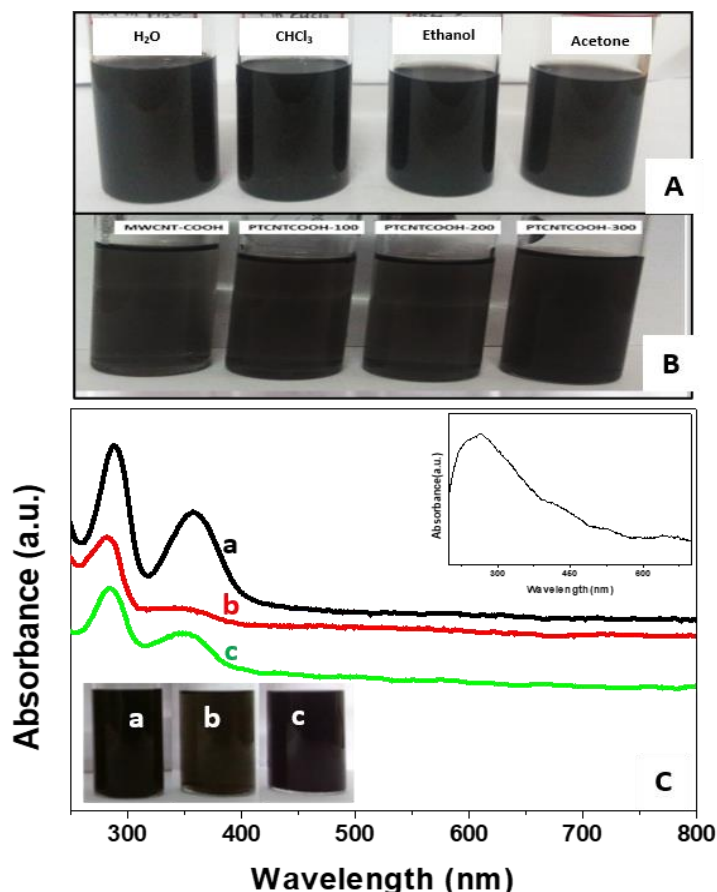 H₂O
CHCl₃
Ethanol
Acetone
A
MWCNT-COOH
PTCNTCOOH-100
PTCNTCOOH-200
PTCNTCOOH-300
B
Absorbance (a.u.)
a
b
c
Absorbance(a.u.)
300
450
600
Wavelength (nm)
a
b
c
C
300
400
500
600
700
800
Wavelength (nm)